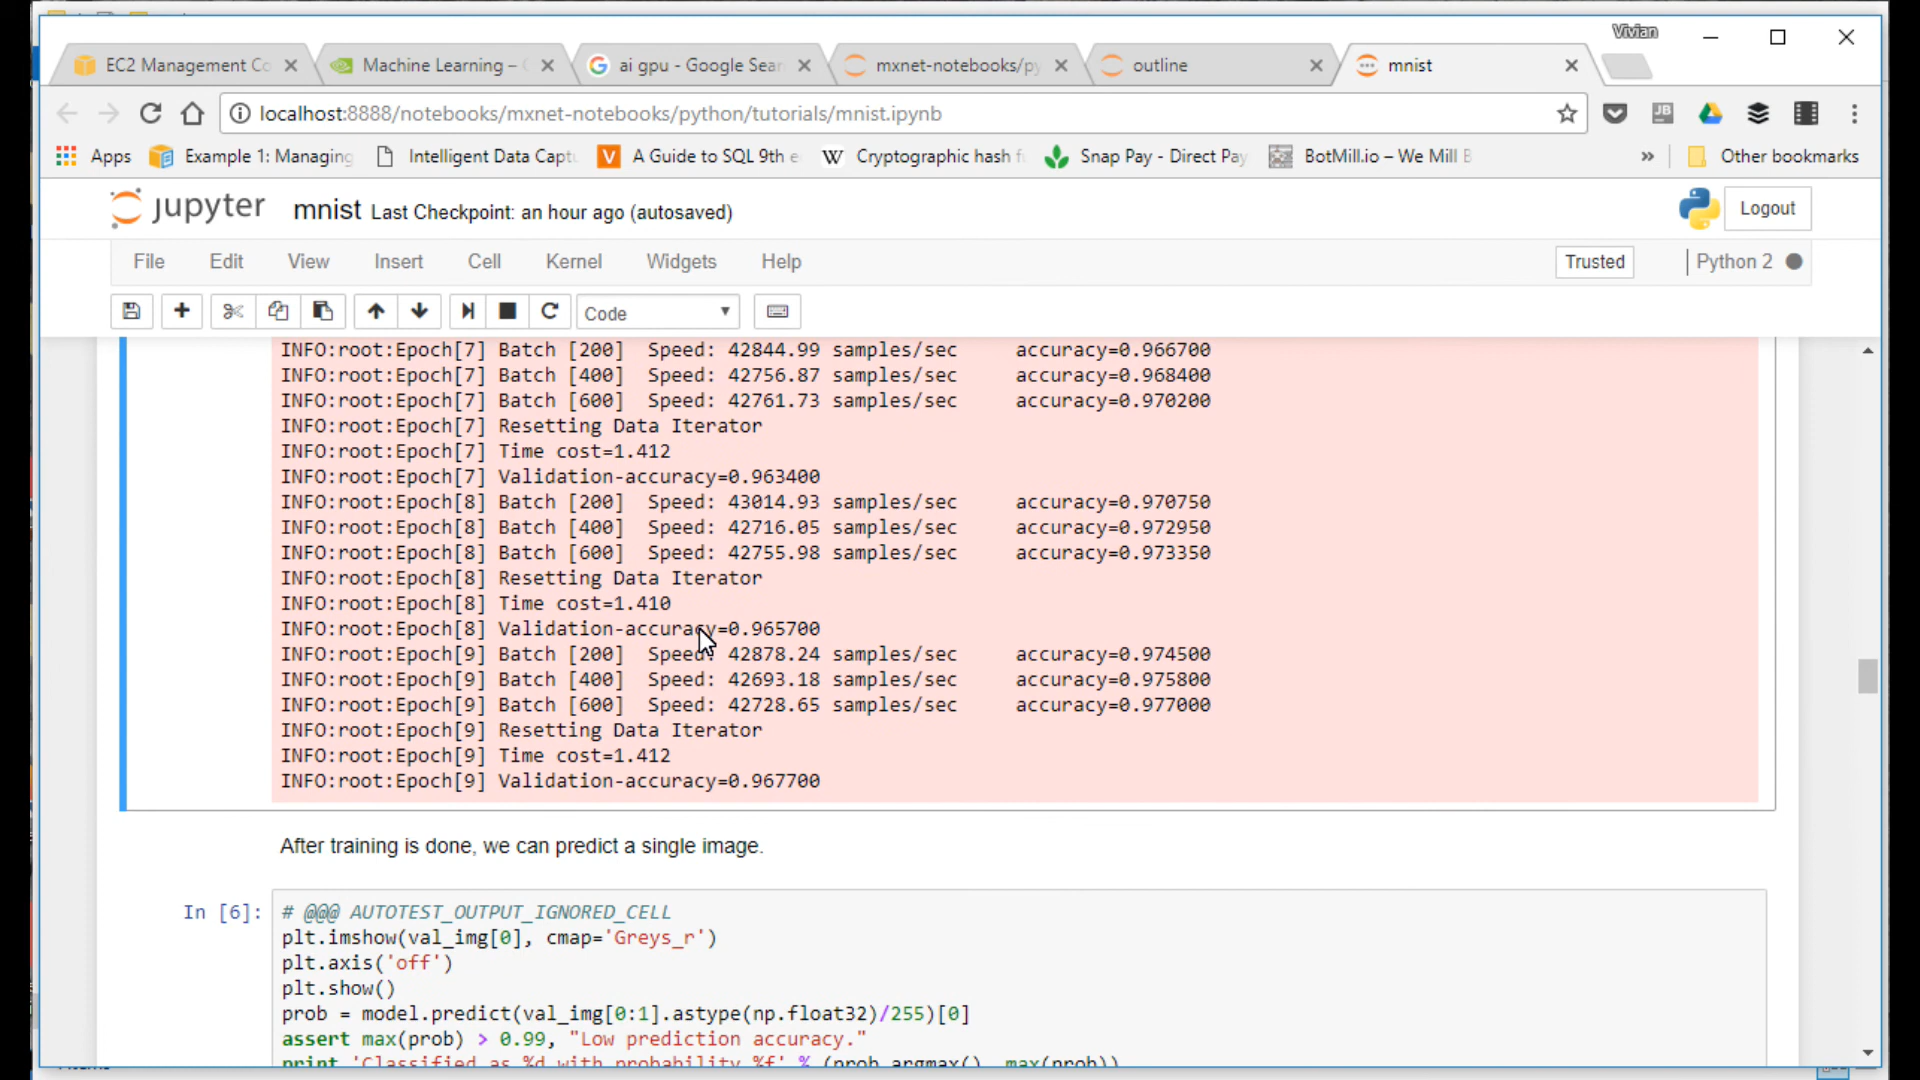 Vivian
EC2 Management Co
Machine Learning –
ai gpu - Google Sear
mxnet-notebooks/py
outline
mnist
localhost:8888/notebooks/mxnet-notebooks/python/tutorials/mnist.ipynb
Apps
Example 1: Managing
Intelligent Data Captu
A Guide to SQL 9th e
Cryptographic hash f
Snap Pay - Direct Pay
BotMill.io – We Mill B
Other bookmarks
jupyter mnist Last Checkpoint: an hour ago (autosaved)
Logout
File Edit View Insert Cell Kernel Widgets Help
Trusted
Python 2
Code
INFO:root:Epoch[7] Batch [200] Speed: 42844.99 samples/sec accuracy=0.966700
INFO:root:Epoch[7] Batch [400] Speed: 42756.87 samples/sec accuracy=0.968400
INFO:root:Epoch[7] Batch [600] Speed: 42761.73 samples/sec accuracy=0.970200
INFO:root:Epoch[7] Resetting Data Iterator
INFO:root:Epoch[7] Time cost=1.412
INFO:root:Epoch[7] Validation-accuracy=0.963400
INFO:root:Epoch[8] Batch [200] Speed: 43014.93 samples/sec accuracy=0.970750
INFO:root:Epoch[8] Batch [400] Speed: 42716.05 samples/sec accuracy=0.972950
INFO:root:Epoch[8] Batch [600] Speed: 42755.98 samples/sec accuracy=0.973350
INFO:root:Epoch[8] Resetting Data Iterator
INFO:root:Epoch[8] Time cost=1.410
INFO:root:Epoch[8] Validation-accuracy=0.965700
INFO:root:Epoch[9] Batch [200] Speed: 42878.24 samples/sec accuracy=0.974500
INFO:root:Epoch[9] Batch [400] Speed: 42693.18 samples/sec accuracy=0.975800
INFO:root:Epoch[9] Batch [600] Speed: 42728.65 samples/sec accuracy=0.977000
INFO:root:Epoch[9] Resetting Data Iterator
INFO:root:Epoch[9] Time cost=1.412
INFO:root:Epoch[9] Validation-accuracy=0.967700
After training is done, we can predict a single image.
In [6]: # @@@ AUTOTEST_OUTPUT_IGNORED_CELL
plt.imshow(val_img[0], cmap='Greys_r')
plt.axis('off')
plt.show()
prob = model.predict(val_img[0:1].astype(np.float32)/255)[0]
assert max(prob) > 0.99, "Low prediction accuracy."
print 'Classified as %d with probability %f' % (prob.argmax(), max(prob))